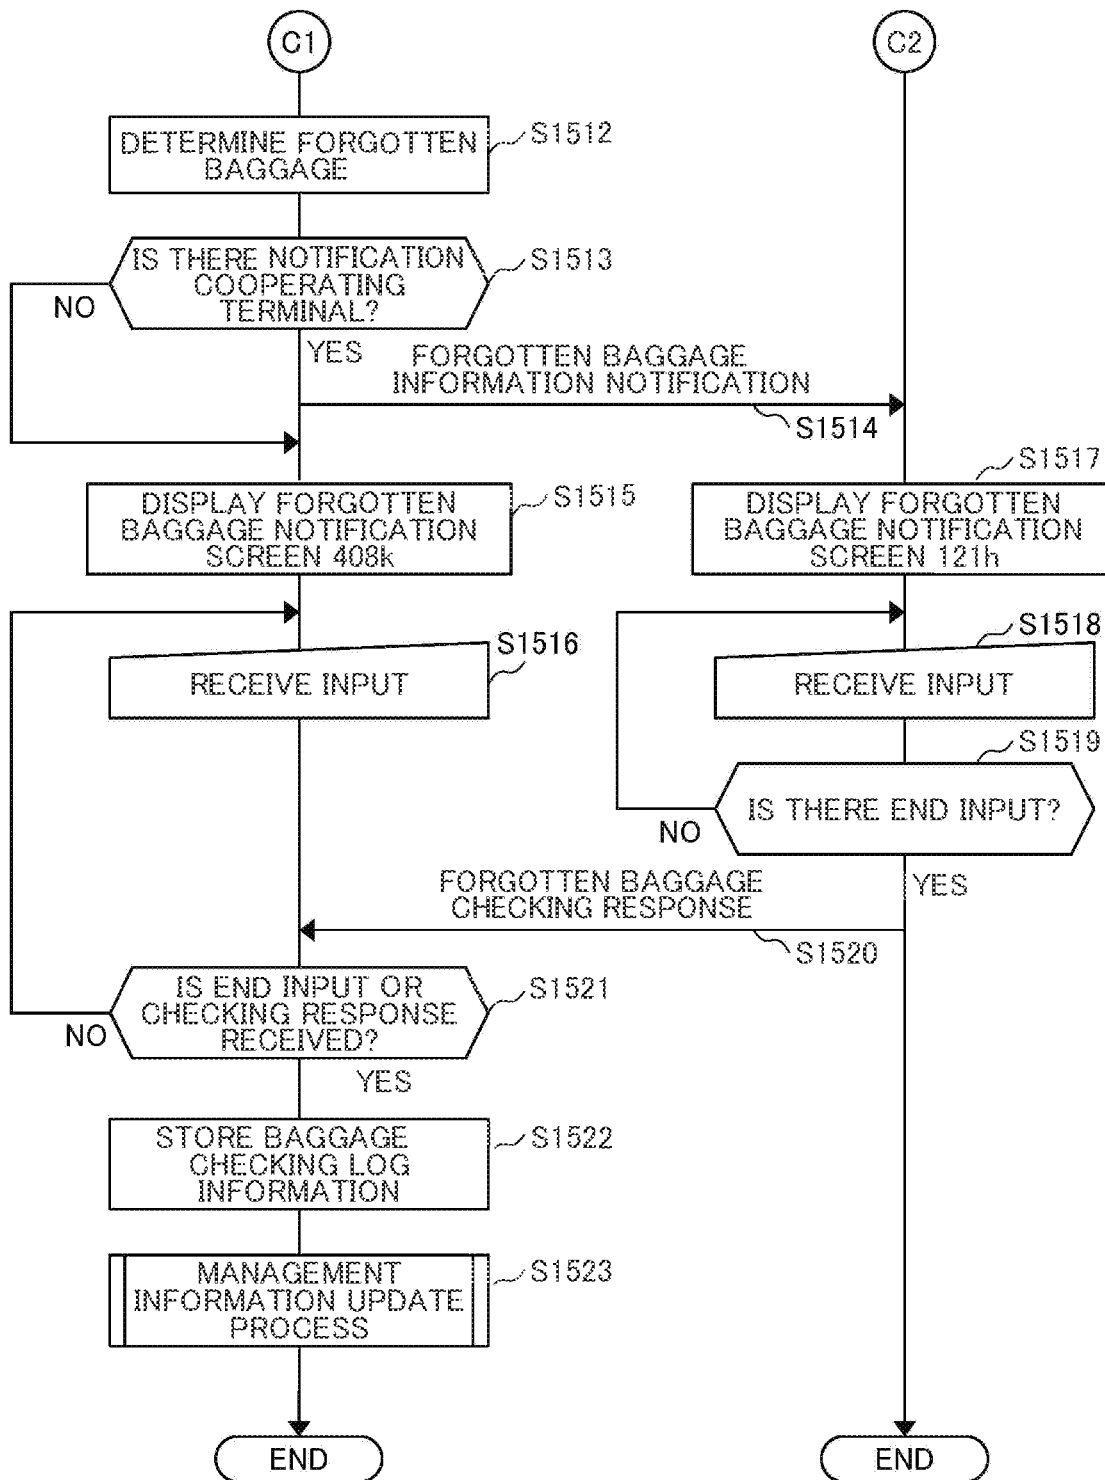 C1
C2
DETERMINE FORGOTTEN
BAGGAGE
S1512
IS THERE NOTIFICATION
COOPERATING
TERMINAL?
S1513
NO
YES
FORGOTTEN BAGGAGE
INFORMATION NOTIFICATION
S1514
DISPLAY FORGOTTEN
BAGGAGE NOTIFICATION
SCREEN 408k
S1515
S1517
DISPLAY FORGOTTEN
BAGGAGE NOTIFICATION
SCREEN 121h
S1516
RECEIVE INPUT
S1518
RECEIVE INPUT
S1519
IS THERE END INPUT?
NO
YES
FORGOTTEN BAGGAGE
CHECKING RESPONSE
S1520
IS END INPUT OR
CHECKING RESPONSE
RECEIVED?
S1521
NO
YES
STORE BAGGAGE
CHECKING LOG
INFORMATION
S1522
MANAGEMENT
INFORMATION UPDATE
PROCESS
S1523
END
END